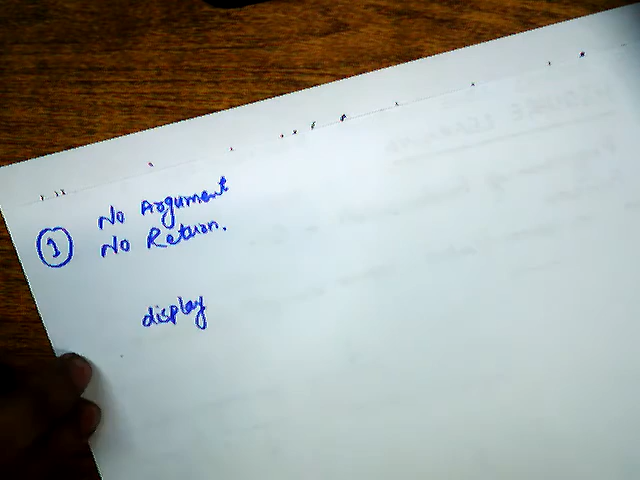 ① No Argument
No Return.
display